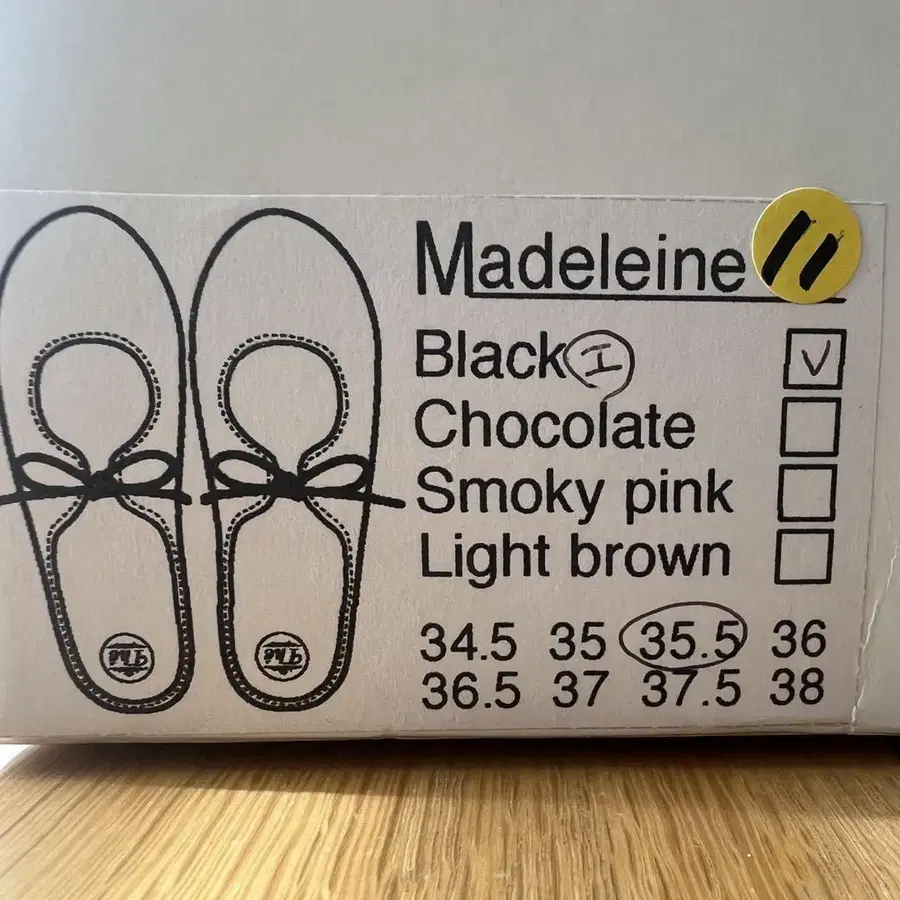 Madeleine
Black I
Chocolate
Smoky pink
Light brown
34.5 35 35.5 36
36.5 37 37.5 38